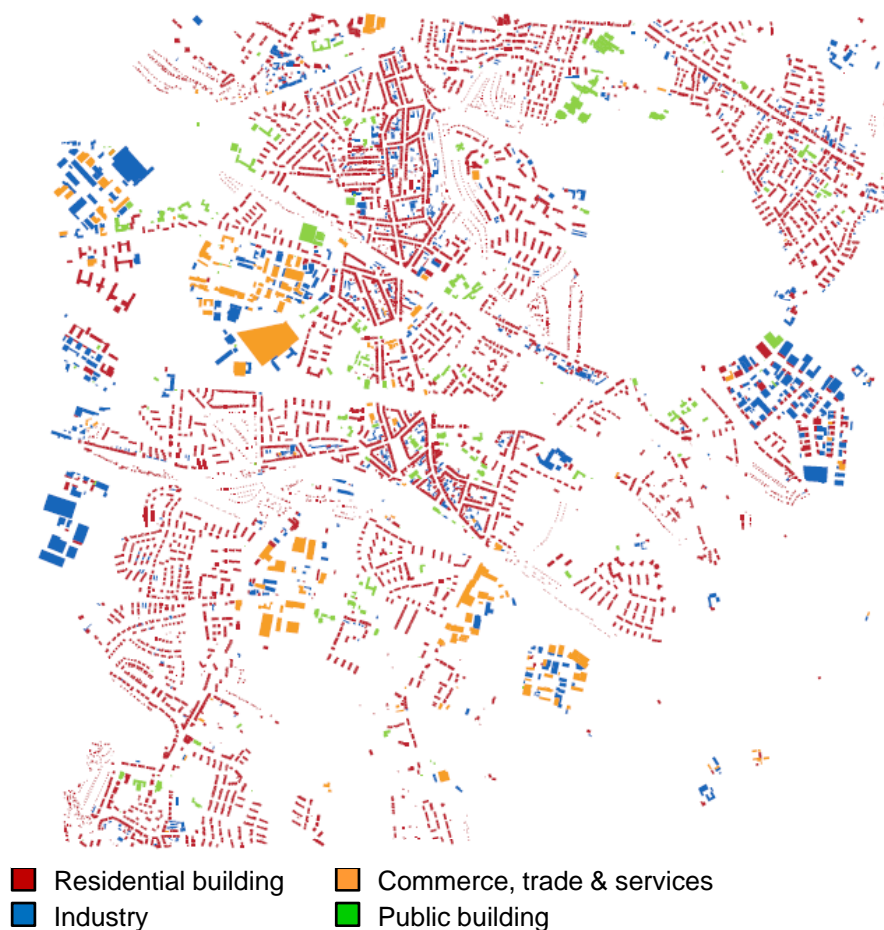 Residential building
Commerce, trade & services
Industry
Public building